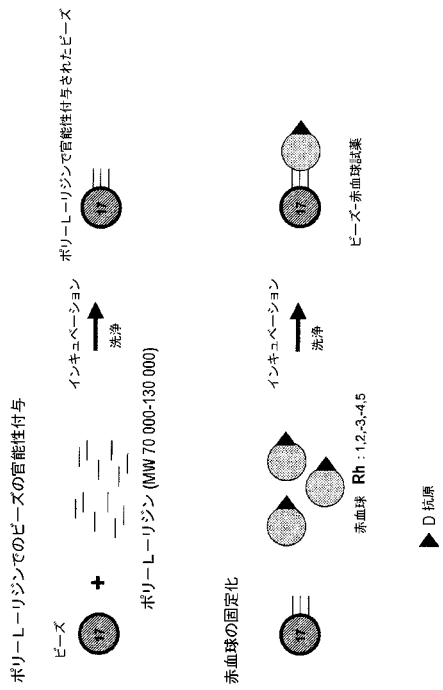 ポリーLーリジンでのビーズの官能性付与
ビーズ
17
+
ポリーLーリジン (MW 70 000-130 000)
インキュベーション
洗浄
ポリーLーリジンで官能性付与されたビーズ
17
赤血球の固定化
17
赤血球 Rh : 1,2,-3,-4,5
インキュベーション
洗浄
17
ビーズ-赤血球試薬
D 抗原